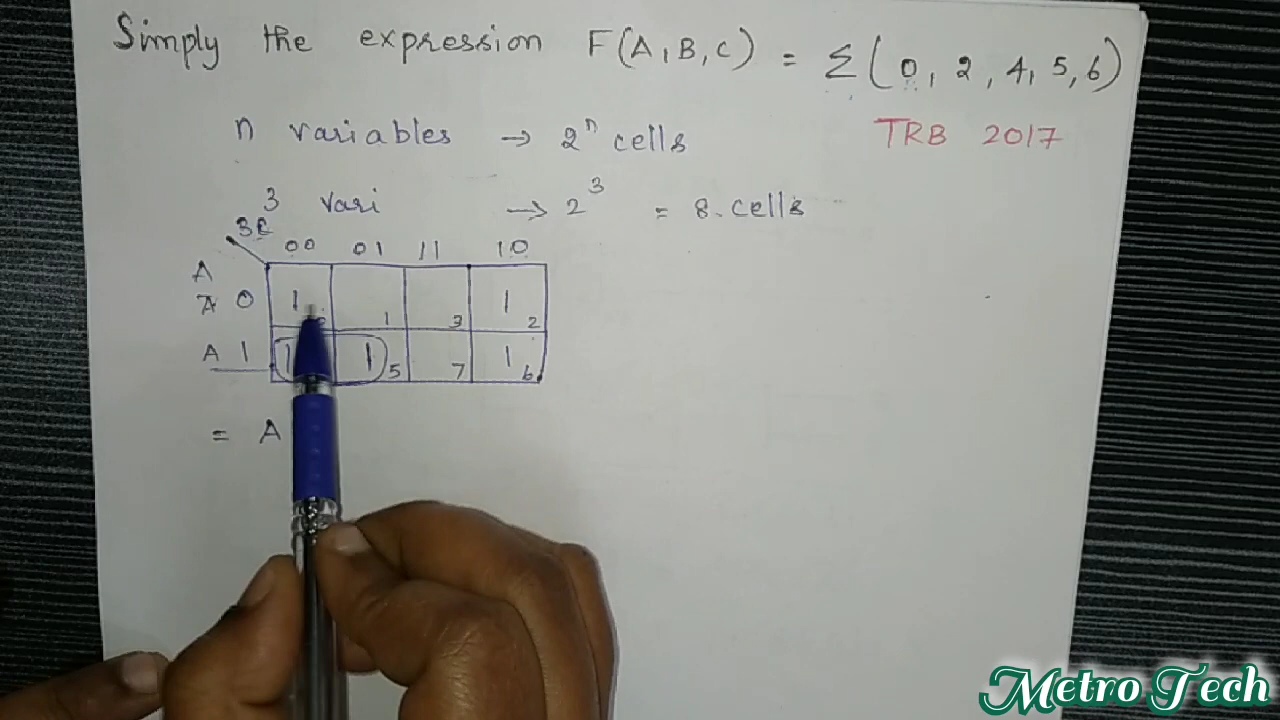 Simply the expression F(A,B,C) = Σ(0, 2, 4, 5, 6)
n variables → 2ⁿ cells
TRB 2017
3 vari → 2³ = 8. cells
BC
00 01 11 10
A
Ā 0 1 1 3 1 2
A 1 1 1 5 7 1 6
= A
Metro Tech